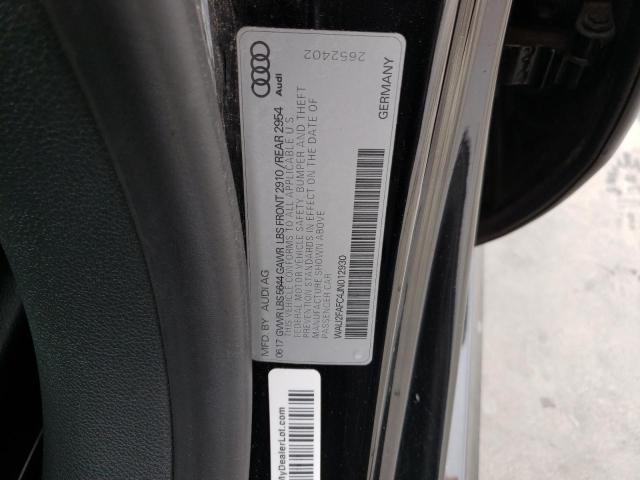 MFD. BY AUDI AG
06 17 GVWR LBS 5644 GAWR LBS FRONT 2910 / REAR 2954
THIS VEHICLE CONFORMS TO ALL APPLICABLE U S
FEDERAL MOTOR VEHICLE SAFETY, BUMPER AND THEFT
PREVENTION STANDARDS IN EFFECT ON THE DATE OF
MANUFACTURE SHOWN ABOVE
PASSENGER CAR
WAU2FAFC4JN012930
GERMANY
Audi
2652402
MyDealerLot.com